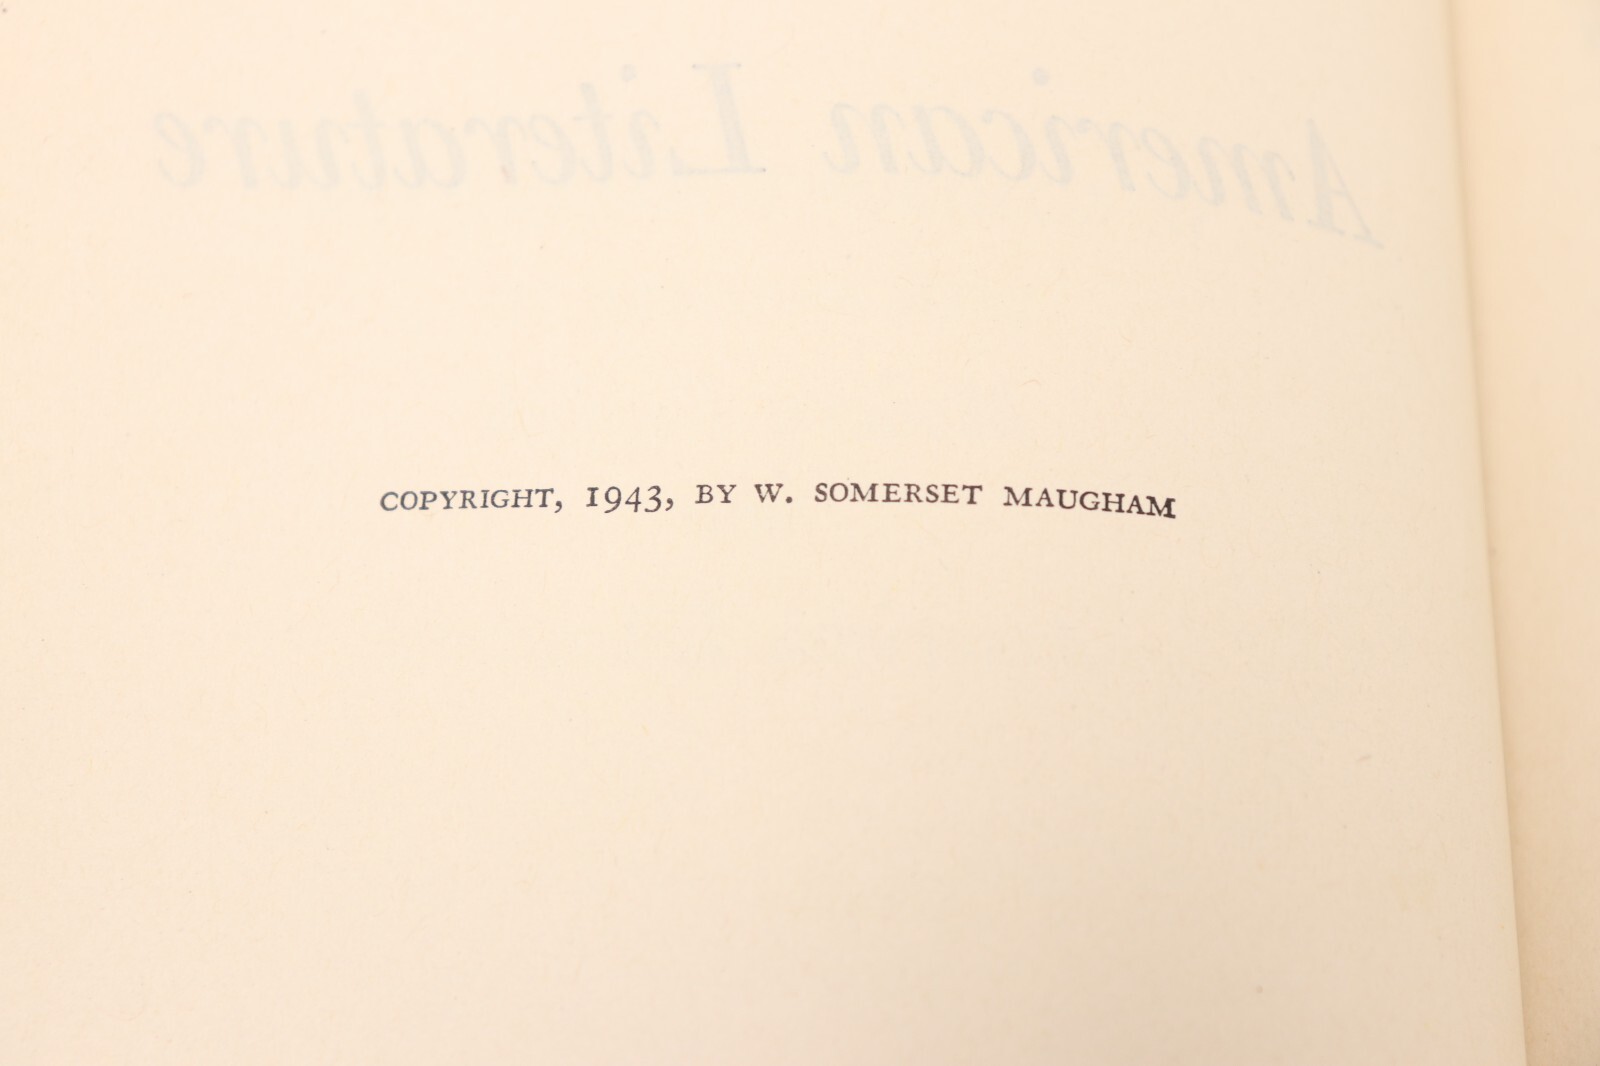 American Literature
COPYRIGHT, 1943, BY W. SOMERSET MAUGHAM